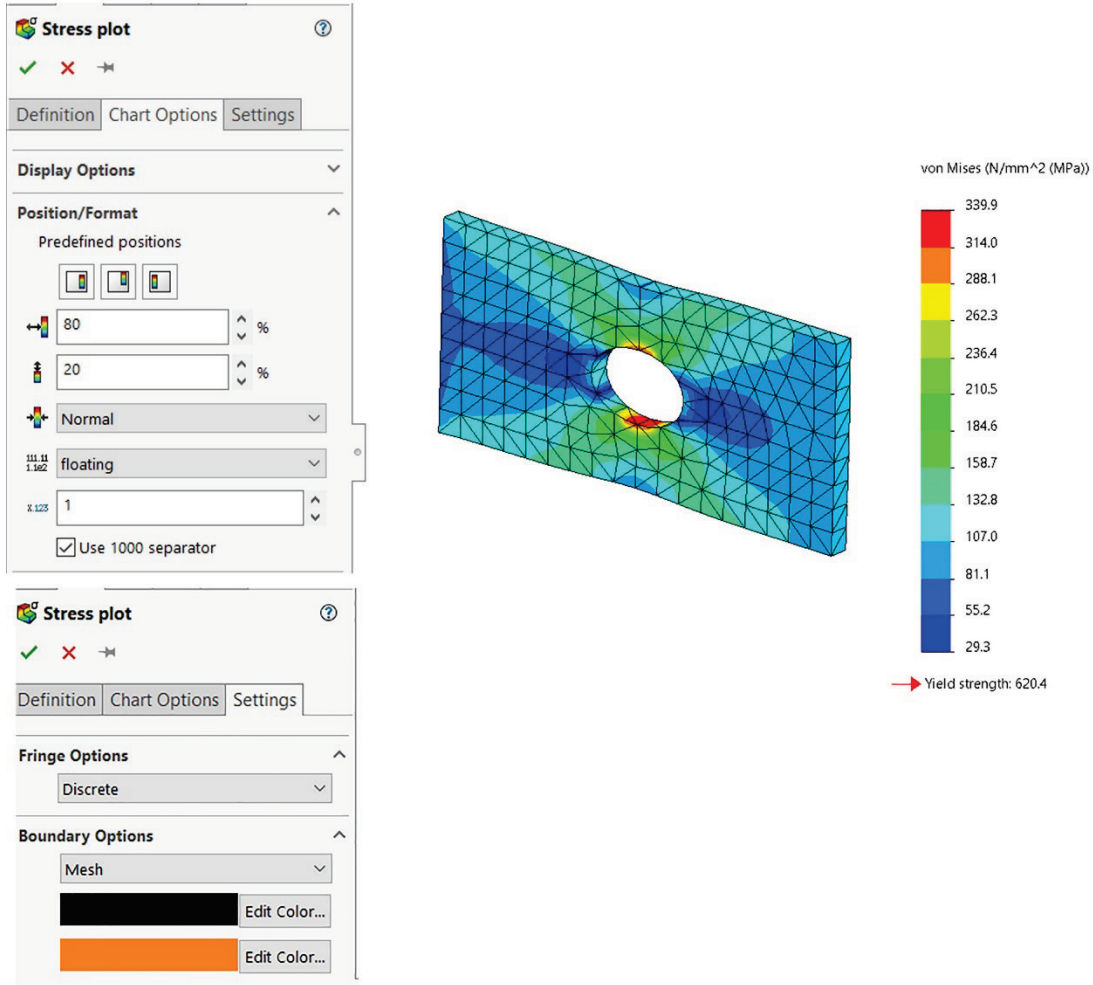 Stress plot
Definition Chart Options Settings
Display Options
Position/Format
Predefined positions
80 %
20 %
Normal
111.11
1.1e2 floating
x.123 1
Use 1000 separator
Stress plot
Definition Chart Options Settings
Fringe Options
Discrete
Boundary Options
Mesh
Edit Color...
Edit Color...
von Mises (N/mm^2 (MPa))
339.9
314.0
288.1
262.3
236.4
210.5
184.6
158.7
132.8
107.0
81.1
55.2
29.3
Yield strength: 620.4